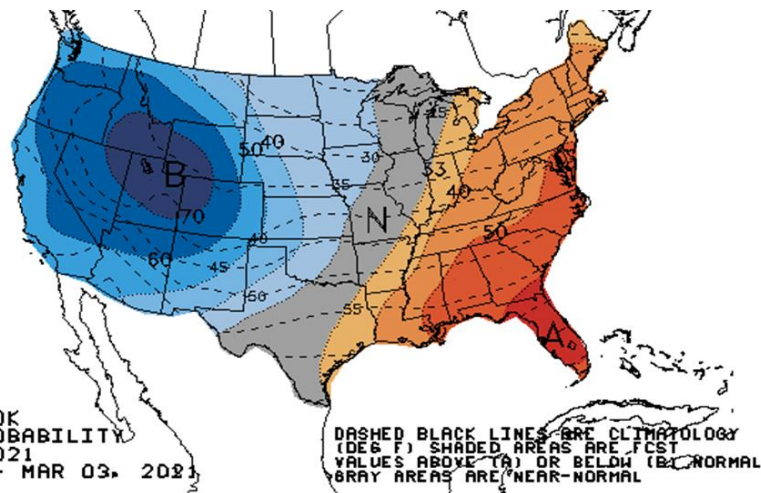 50
40
30
B
33
35
40
70
N
50
40
60
45
50
55
A
OK
OBABILITY
021
- MAR 03, 2021
DASHED BLACK LINES ARE CLIMATOLOGY
(DEG F) SHADED AREAS ARE FCST
VALUES ABOVE (A) OR BELOW (B) NORMAL
GRAY AREAS ARE NEAR-NORMAL